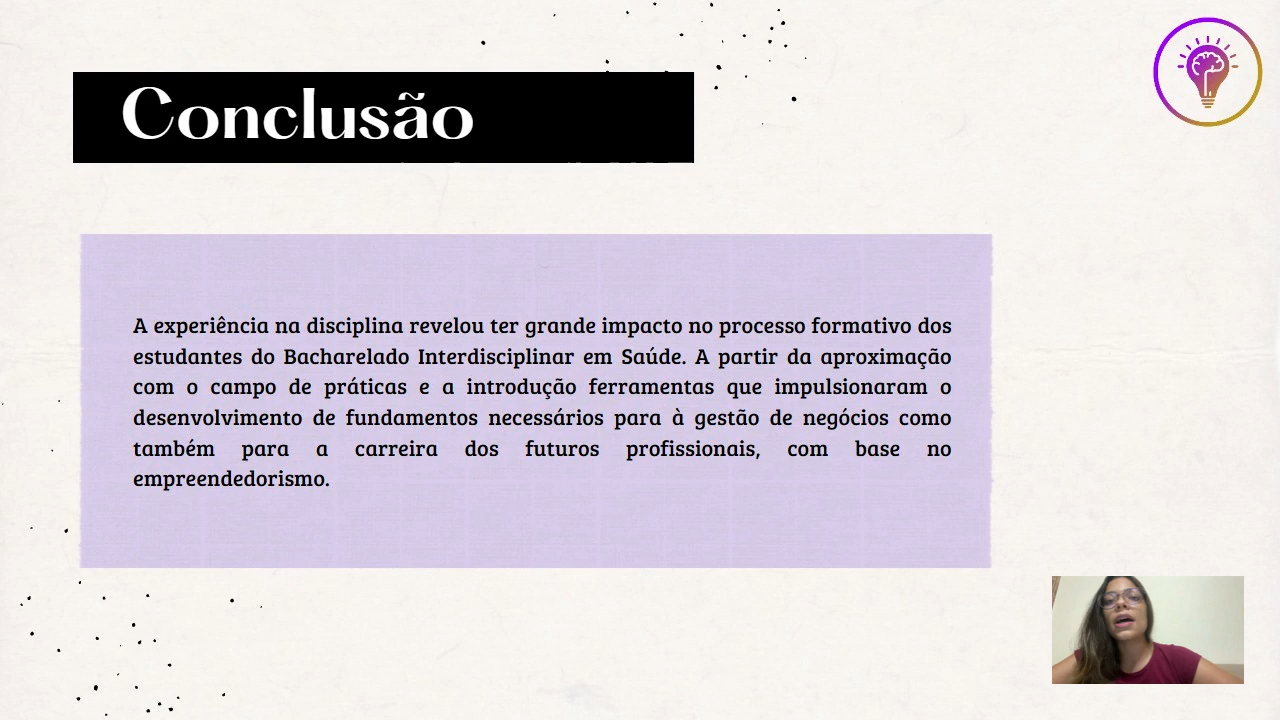 Conclusão
A experiência na disciplina revelou ter grande impacto no processo formativo dos
estudantes do Bacharelado Interdisciplinar em Saúde. A partir da aproximação
com o campo de práticas e a introdução ferramentas que impulsionaram o
desenvolvimento de fundamentos necessários para à gestão de negócios como
também para a carreira dos futuros profissionais, com base no
empreendedorismo.